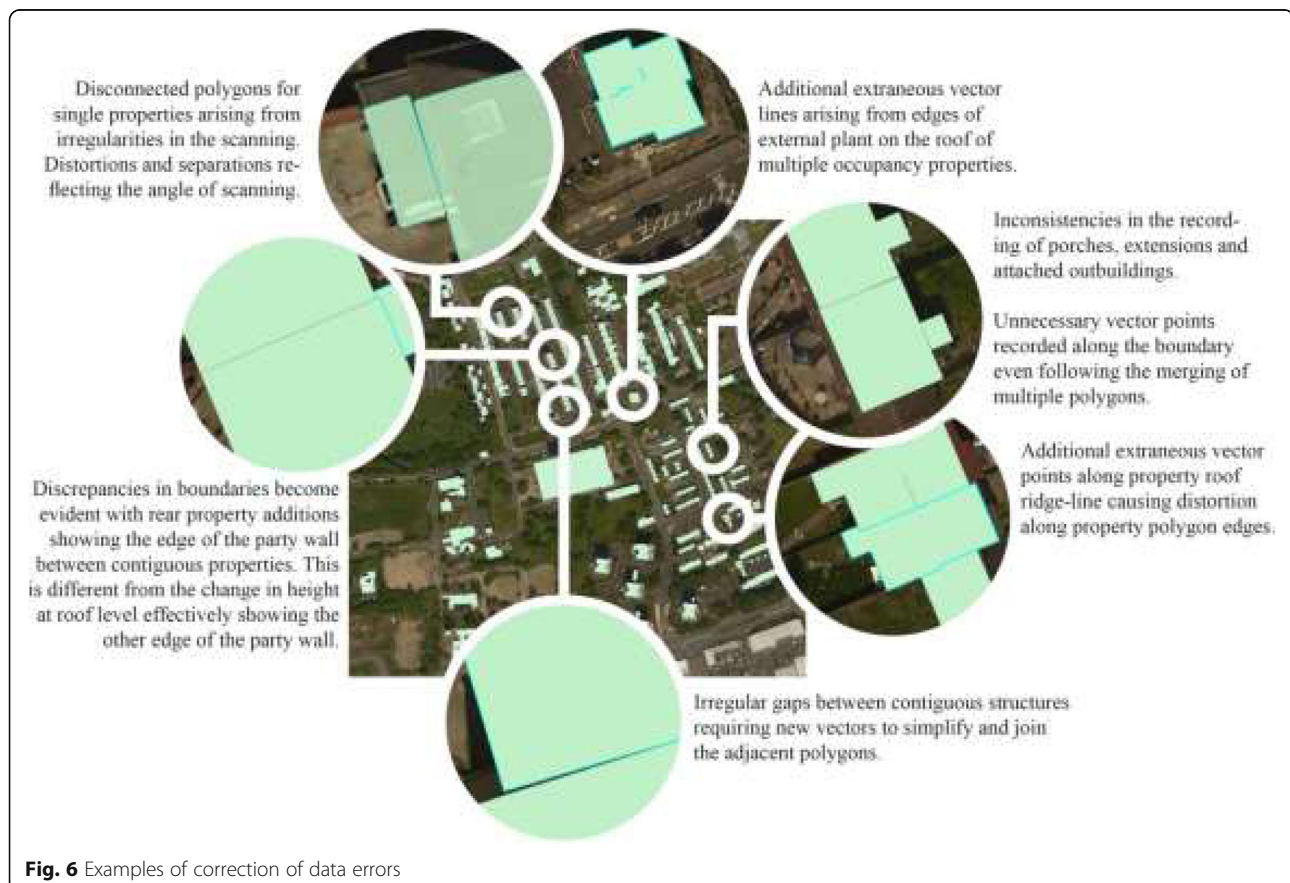 Disconnected polygons for
single properties arising from
irregularities in the scanning.
Distortions and separations re-
flecting the angle of scanning.
Additional extraneous vector
lines arising from edges of
external plant on the roof of
multiple occupancy properties.
Inconsistencies in the record-
ing of porches, extensions and
attached outbuildings.
Unnecessary vector points
recorded along the boundary
even following the merging of
multiple polygons.
Additional extraneous vector
points along property roof
ridge-line causing distortion
along property polygon edges.
Discrepancies in boundaries become
evident with rear property additions
showing the edge of the party wall
between contiguous properties. This
is different from the change in height
at roof level effectively showing the
other edge of the party wall.
Irregular gaps between contiguous structures
requiring new vectors to simplify and join
the adjacent polygons.
Fig. 6 Examples of correction of data errors